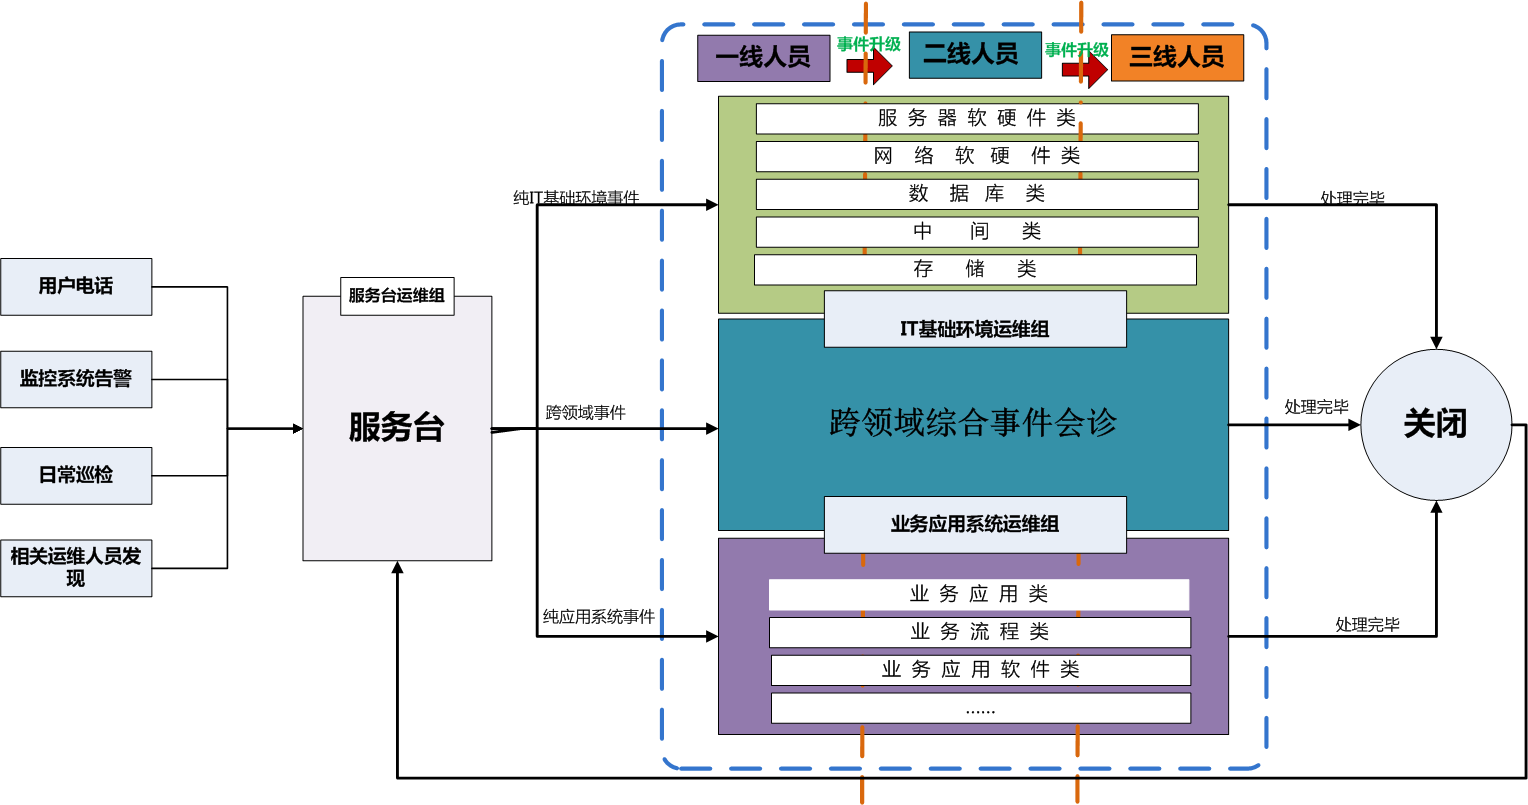 一线人员
事件升级
二线人员
事件升级
三线人员
服务器软硬件类
网络软硬件类
数据库类
中间类
存储类
IT基础环境运维组
纯IT基础环境事件
处理完毕
用户电话
监控系统告警
日常巡检
相关运维人员发
现
服务台运维组
服务台
跨领域事件
跨领域综合事件会诊
处理完毕
关闭
业务应用系统运维组
纯应用系统事件
业务应用类
业务流程类
业务应用软件类
……
处理完毕